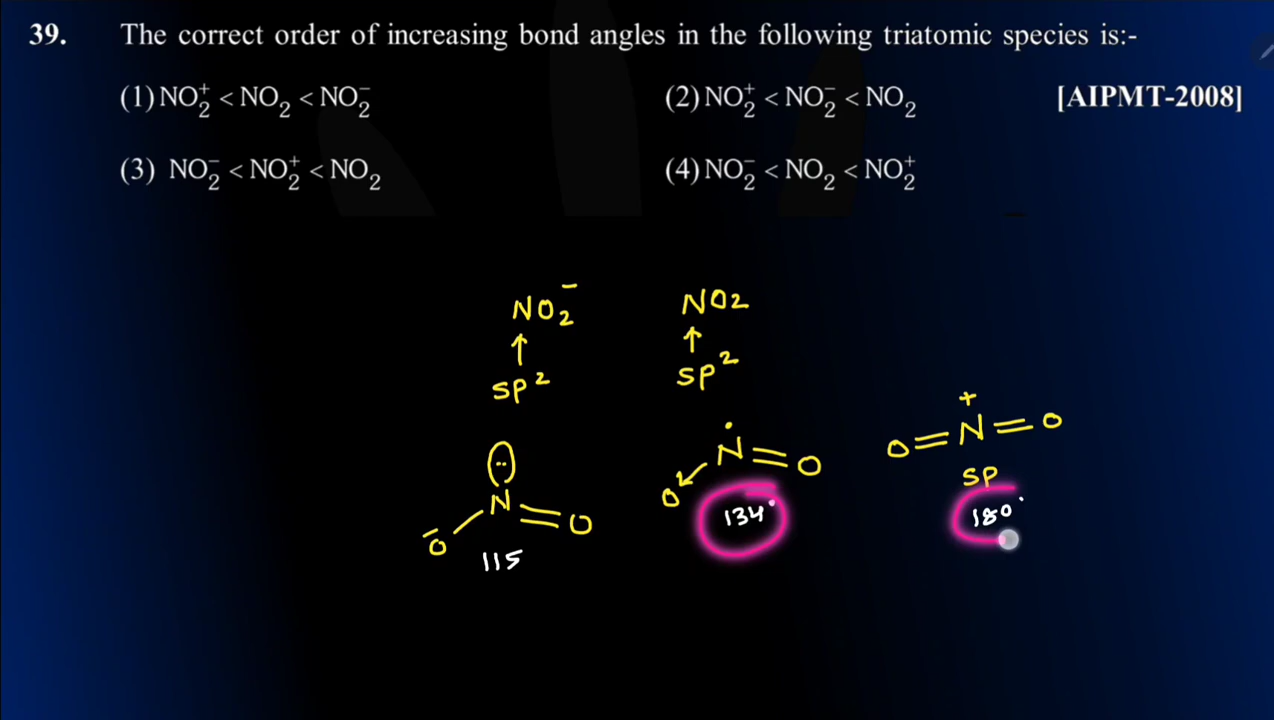 39. The correct order of increasing bond angles in the following triatomic species is:-
(1) NO₂⁺ < NO₂ < NO₂⁻ (2) NO₂⁺ < NO₂⁻ < NO₂ [AIPMT-2008]
(3) NO₂⁻ < NO₂⁺ < NO₂ (4) NO₂⁻ < NO₂ < NO₂⁺
NO₂⁻ NO2
↑ ↑
sp² sp²
+
·· N · N = O O = N = O
O⁻ O sp
115 134° 180°